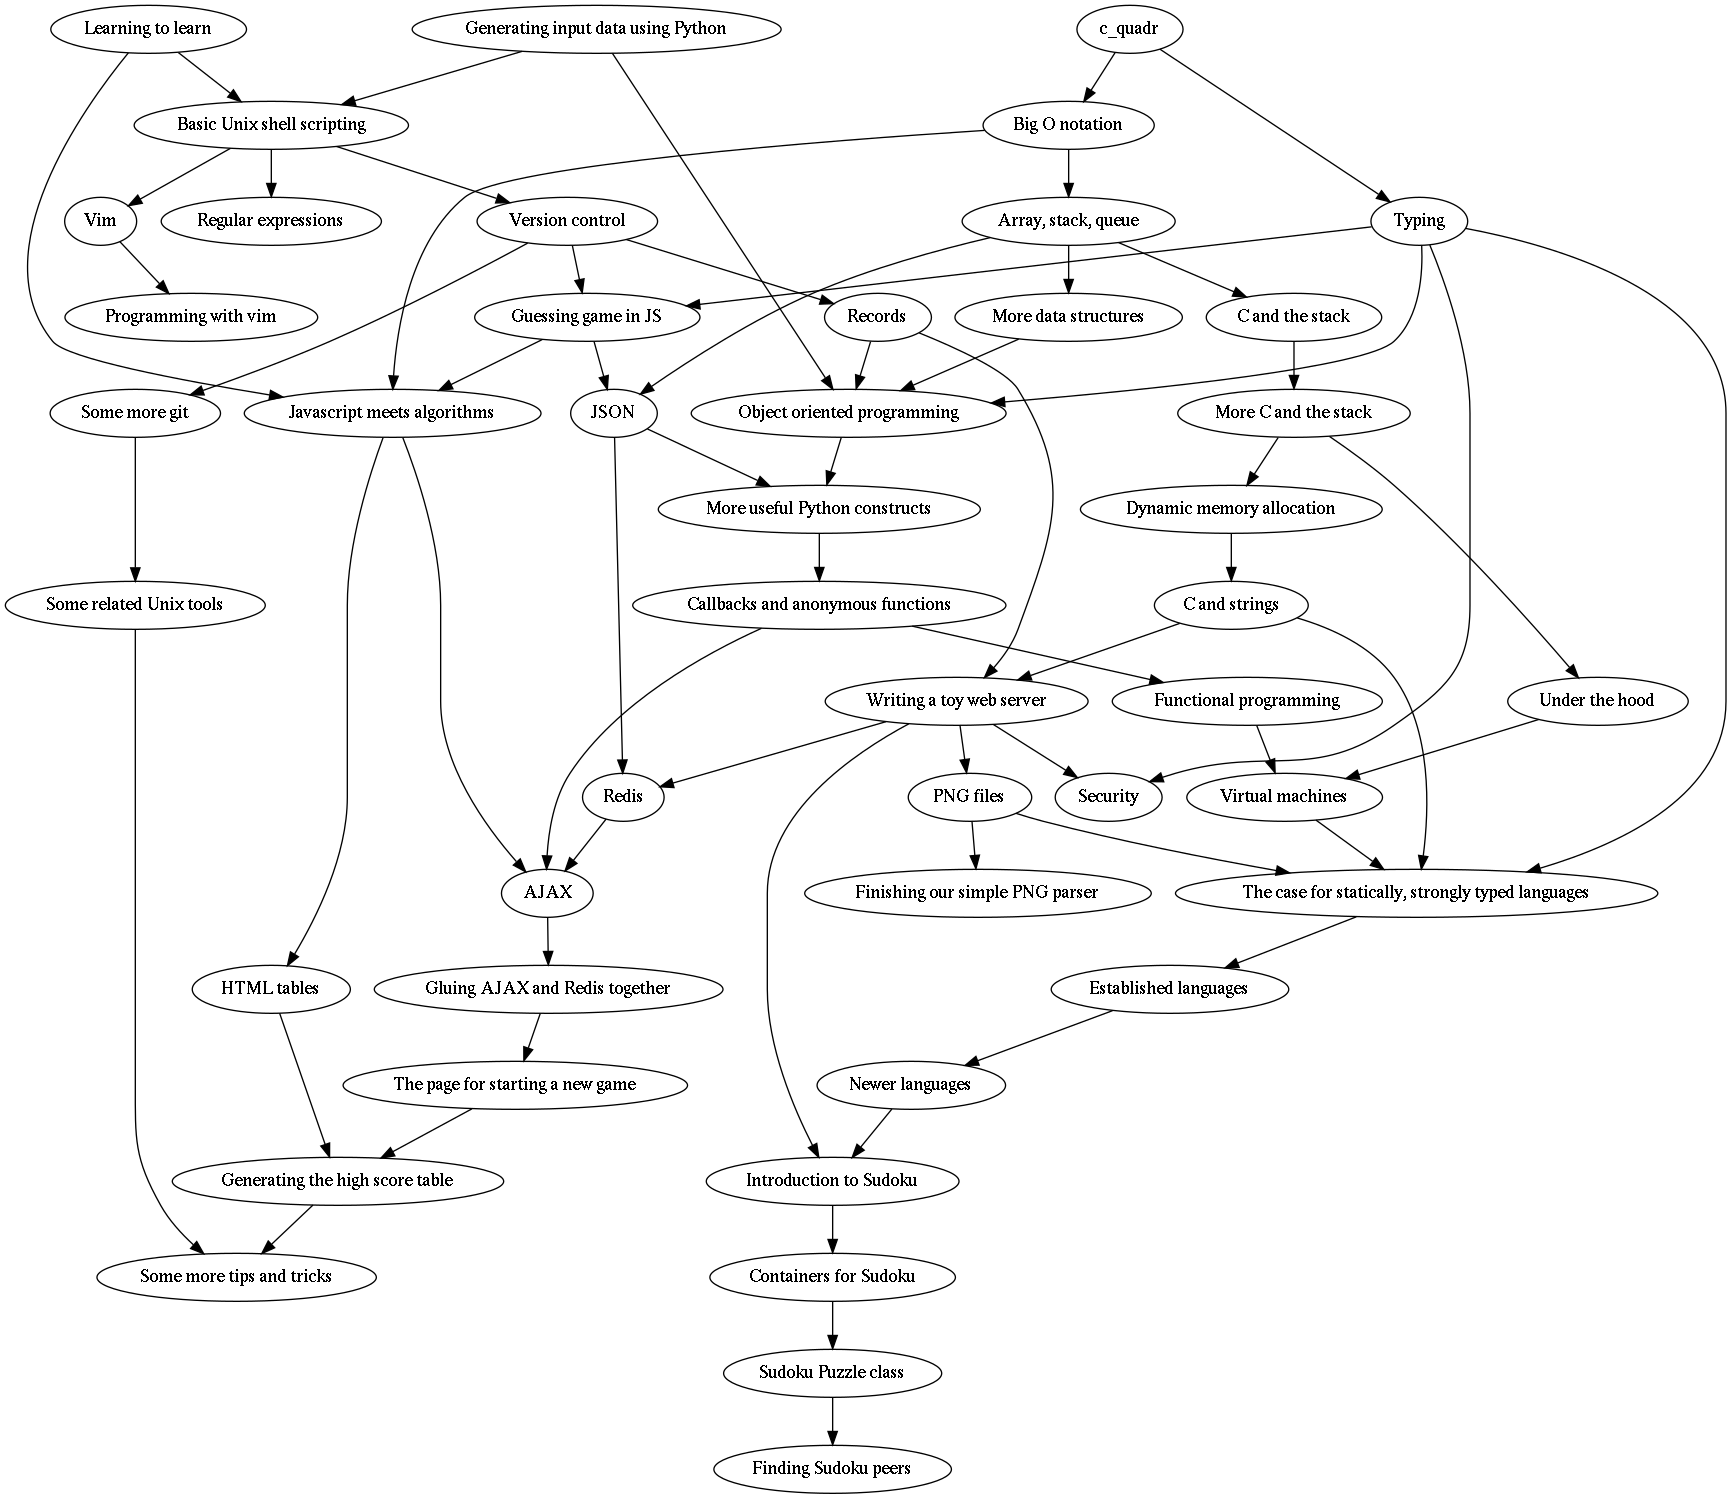 Learning to learn
Generating input data using Python
c_quadr
Basic Unix shell scripting
Big O notation
Vim
Regular expressions
Version control
Array, stack, queue
Typing
Programming with vim
Guessing game in JS
Records
More data structures
C and the stack
Some more git
Javascript meets algorithms
JSON
Object oriented programming
More C and the stack
More useful Python constructs
Dynamic memory allocation
Some related Unix tools
Callbacks and anonymous functions
C and strings
Writing a toy web server
Functional programming
Under the hood
Redis
PNG files
Security
Virtual machines
AJAX
Finishing our simple PNG parser
The case for statically, strongly typed languages
HTML tables
Gluing AJAX and Redis together
Established languages
The page for starting a new game
Newer languages
Generating the high score table
Introduction to Sudoku
Some more tips and tricks
Containers for Sudoku
Sudoku Puzzle class
Finding Sudoku peers